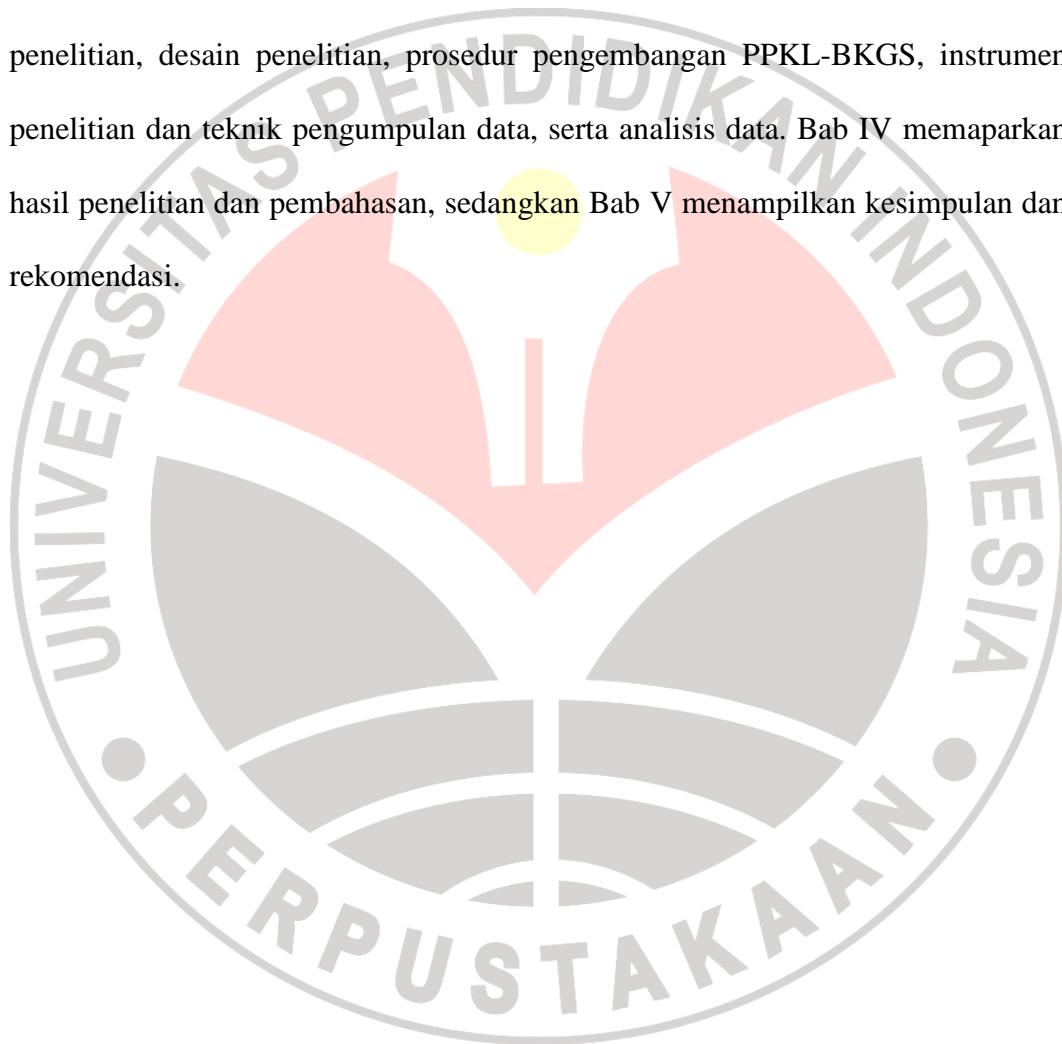 penelitian, desain penelitian, prosedur pengembangan PPKL-BKGS, instrumen
penelitian dan teknik pengumpulan data, serta analisis data. Bab IV memaparkan
hasil penelitian dan pembahasan, sedangkan Bab V menampilkan kesimpulan dan
rekomendasi.
UNIVERSITAS PENDIDIKAN INDONESIA
PERPUSTAKAAN